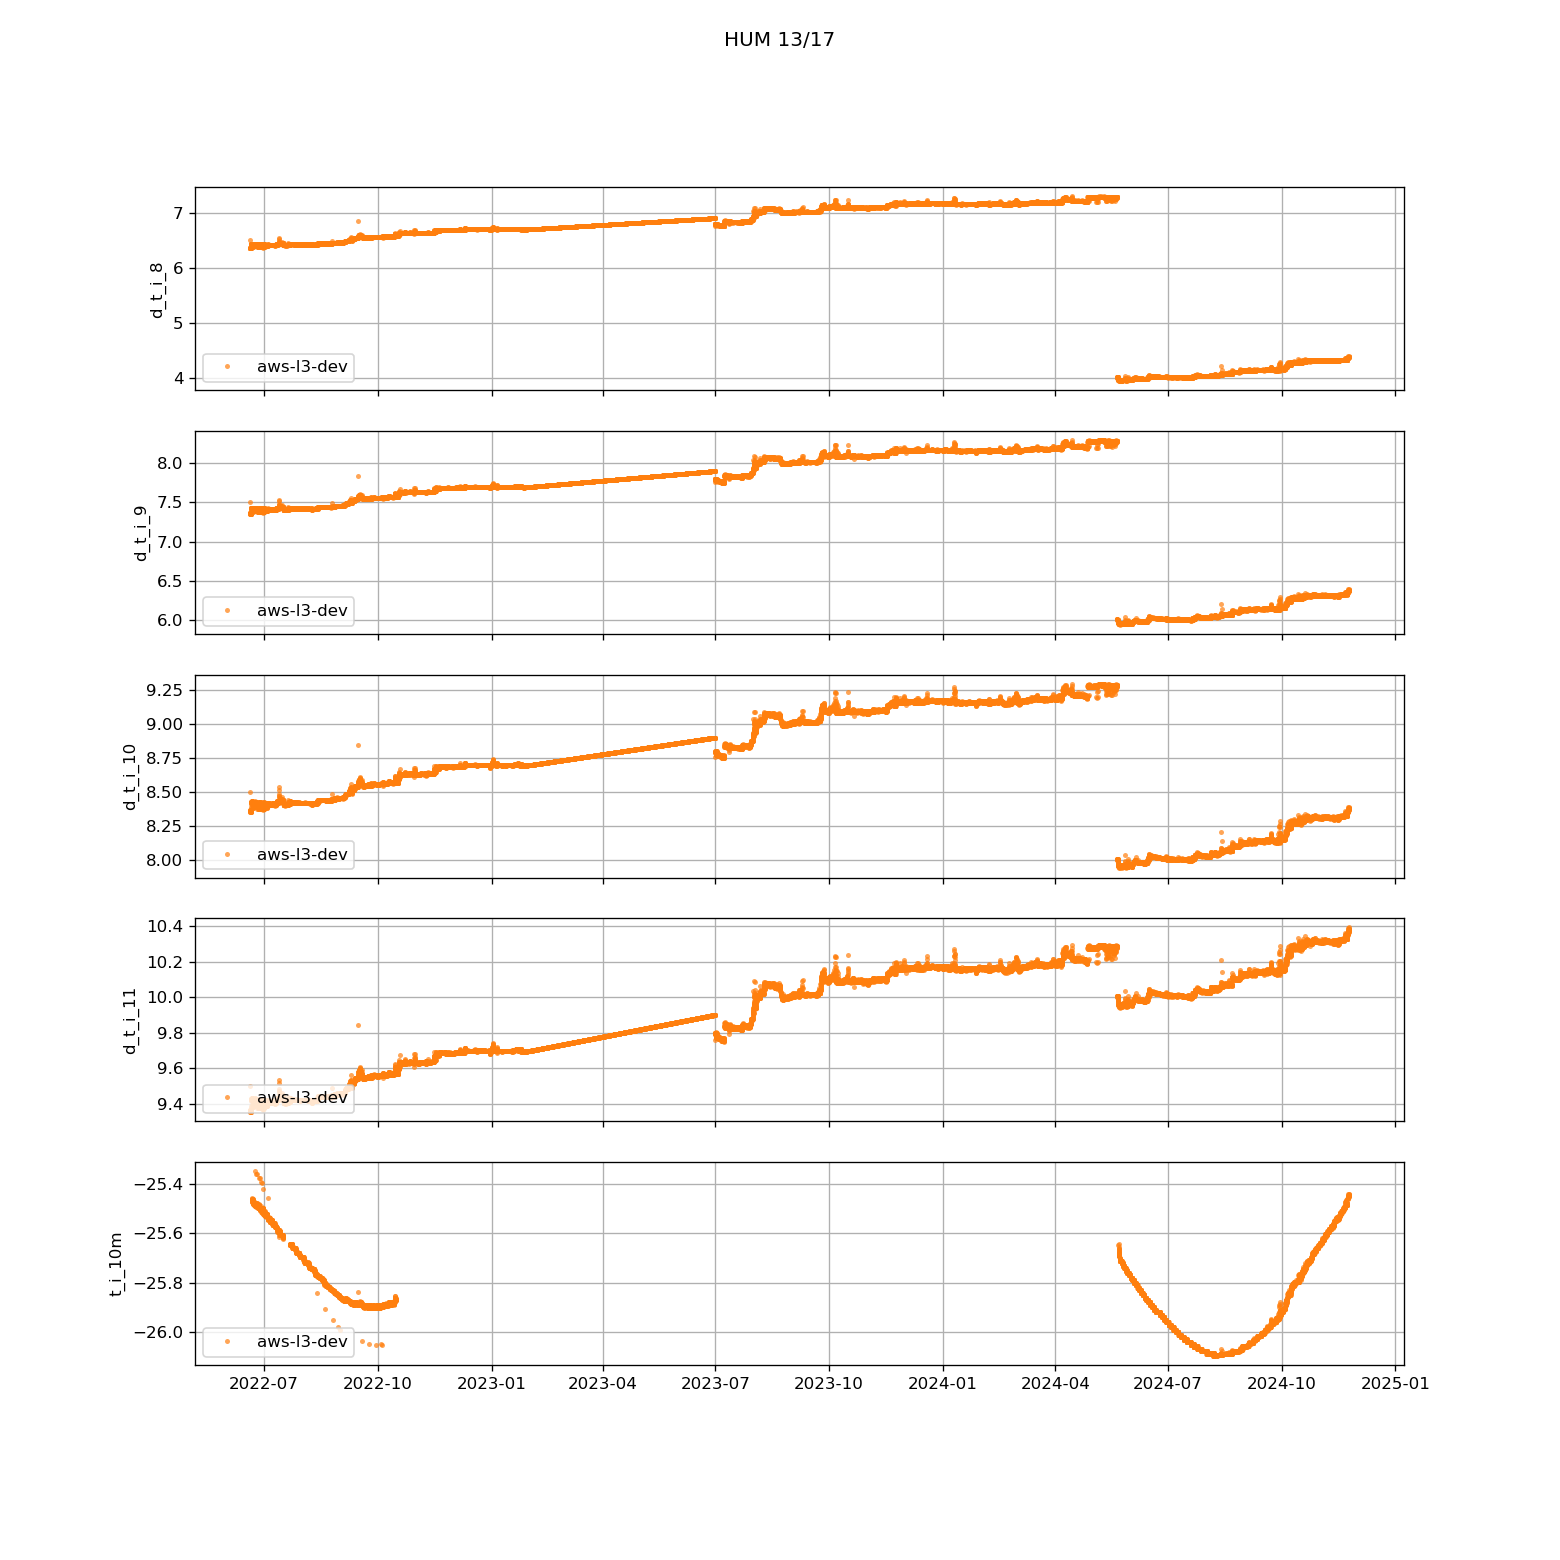 HUM 13/17
7
6
5
4
d_t_i_8
aws-l3-dev
8.0
7.5
7.0
6.5
6.0
d_t_i_9
aws-l3-dev
9.25
9.00
8.75
8.50
8.25
8.00
d_t_i_10
aws-l3-dev
10.4
10.2
10.0
9.8
9.6
9.4
d_t_i_11
aws-l3-dev
−25.4
−25.6
−25.8
−26.0
t_i_10m
aws-l3-dev
2022-07 2022-10 2023-01 2023-04 2023-07 2023-10 2024-01 2024-04 2024-07 2024-10 2025-01